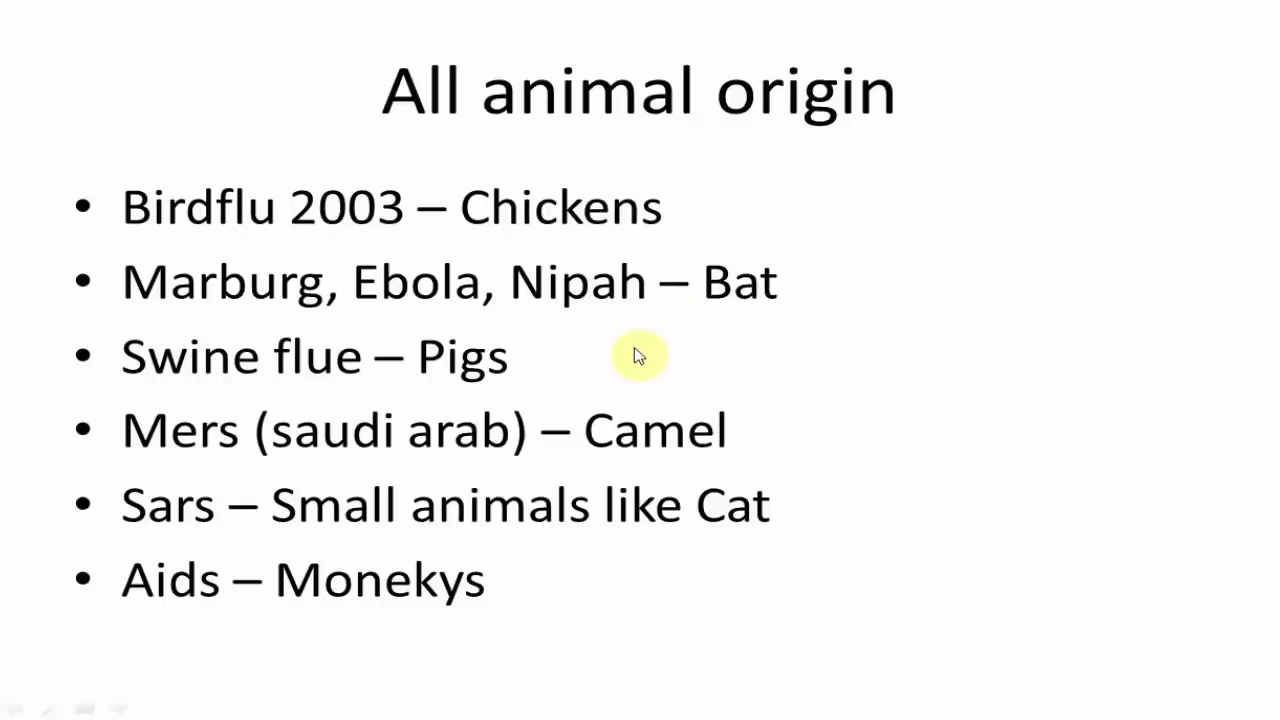 All animal origin
• Birdflu 2003 – Chickens
• Marburg, Ebola, Nipah – Bat
• Swine flue – Pigs
• Mers (saudi arab) – Camel
• Sars – Small animals like Cat
• Aids – Monekys